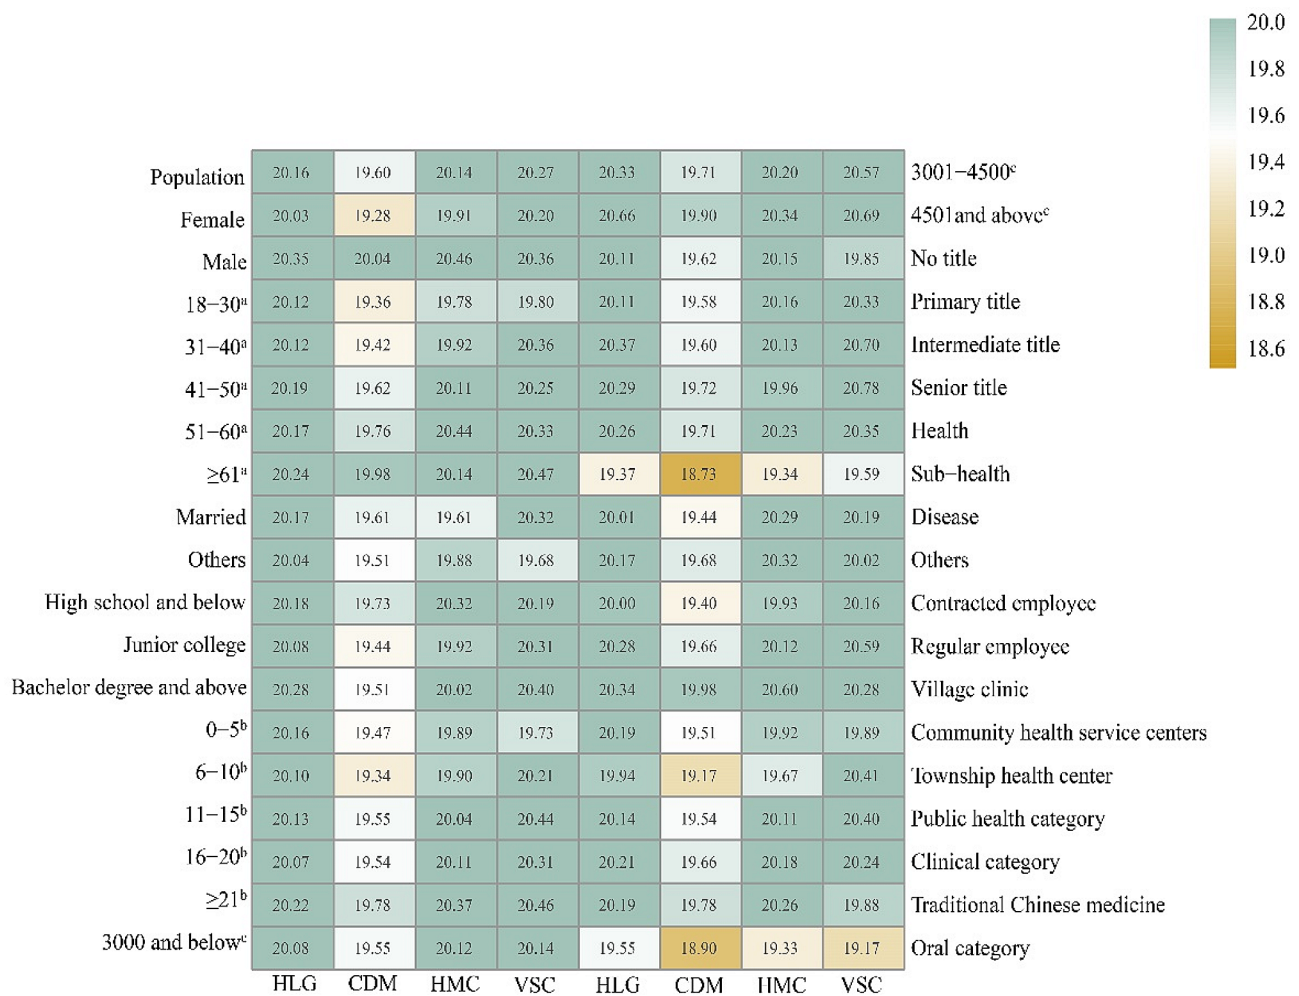 20.0
19.8
19.6
19.4
19.2
19.0
18.8
18.6
Population 20.16 19.60 20.14 20.27 20.33 19.71 20.20 20.57 3001−4500ᶜ
Female 20.03 19.28 19.91 20.20 20.66 19.90 20.34 20.69 4501and aboveᶜ
Male 20.35 20.04 20.46 20.36 20.11 19.62 20.15 19.85 No title
18−30ᵃ 20.12 19.36 19.78 19.80 20.11 19.58 20.16 20.33 Primary title
31−40ᵃ 20.12 19.42 19.92 20.36 20.37 19.60 20.13 20.70 Intermediate title
41−50ᵃ 20.19 19.62 20.11 20.25 20.29 19.72 19.96 20.78 Senior title
51−60ᵃ 20.17 19.76 20.44 20.33 20.26 19.71 20.23 20.35 Health
≥61ᵃ 20.24 19.98 20.14 20.47 19.37 18.73 19.34 19.59 Sub−health
Married 20.17 19.61 19.61 20.32 20.01 19.44 20.29 20.19 Disease
Others 20.04 19.51 19.88 19.68 20.17 19.68 20.32 20.02 Others
High school and below 20.18 19.73 20.32 20.19 20.00 19.40 19.93 20.16 Contracted employee
Junior college 20.08 19.44 19.92 20.31 20.28 19.66 20.12 20.59 Regular employee
Bachelor degree and above 20.28 19.51 20.02 20.40 20.34 19.98 20.60 20.28 Village clinic
0−5ᵇ 20.16 19.47 19.89 19.73 20.19 19.51 19.92 19.89 Community health service centers
6−10ᵇ 20.10 19.34 19.90 20.21 19.94 19.17 19.67 20.41 Township health center
11−15ᵇ 20.13 19.55 20.04 20.44 20.14 19.54 20.11 20.40 Public health category
16−20ᵇ 20.07 19.54 20.11 20.31 20.21 19.66 20.18 20.24 Clinical category
≥21ᵇ 20.22 19.78 20.37 20.46 20.19 19.78 20.26 19.88 Traditional Chinese medicine
3000 and belowᶜ 20.08 19.55 20.12 20.14 19.55 18.90 19.33 19.17 Oral category
HLG CDM HMC VSC HLG CDM HMC VSC